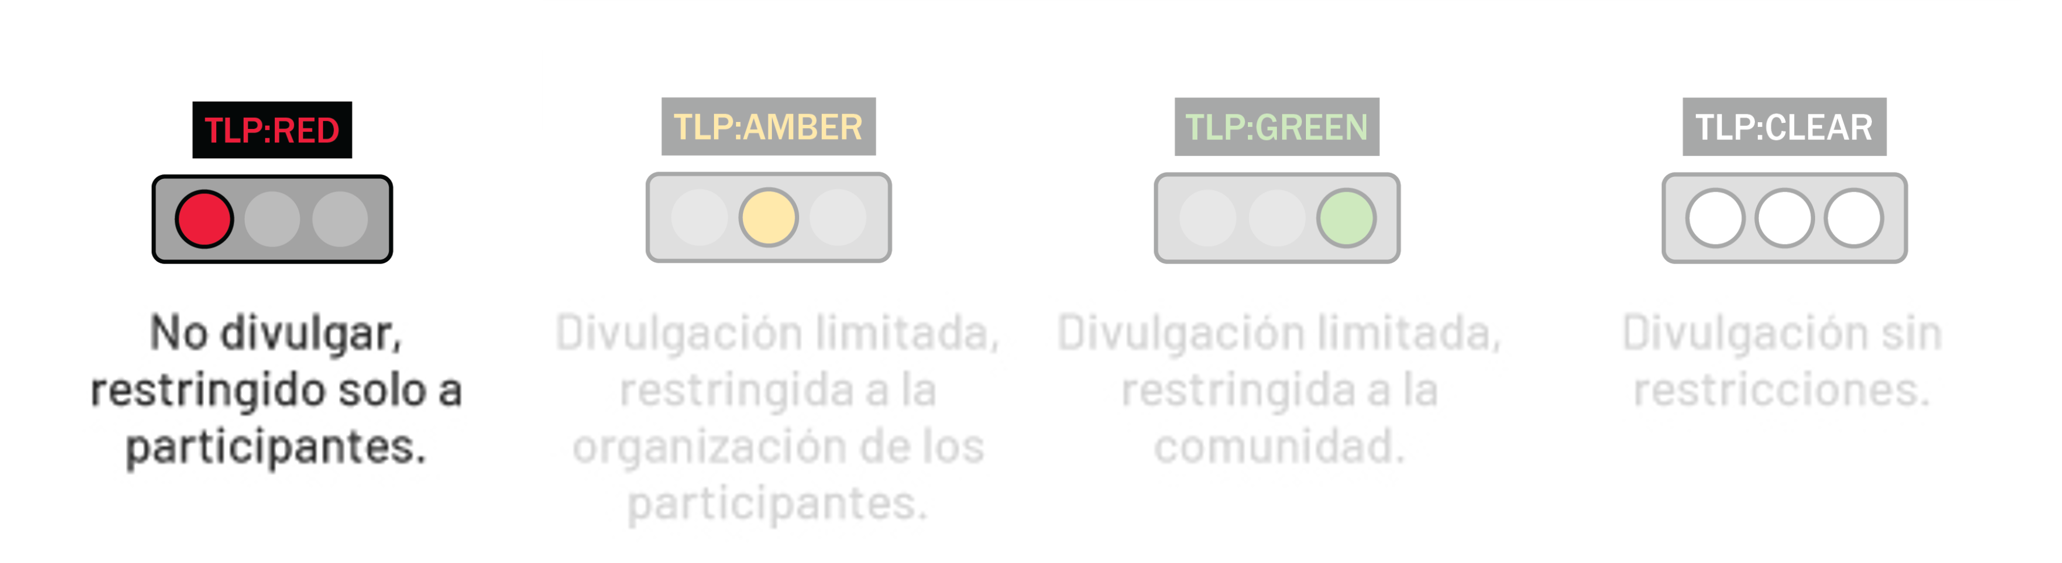 TLP:RED
No divulgar,
restringido solo a
participantes.
TLP:AMBER
Divulgación limitada,
restringida a la
organización de los
participantes.
TLP:GREEN
Divulgación limitada,
restringida a la
comunidad.
TLP:CLEAR
Divulgación sin
restricciones.